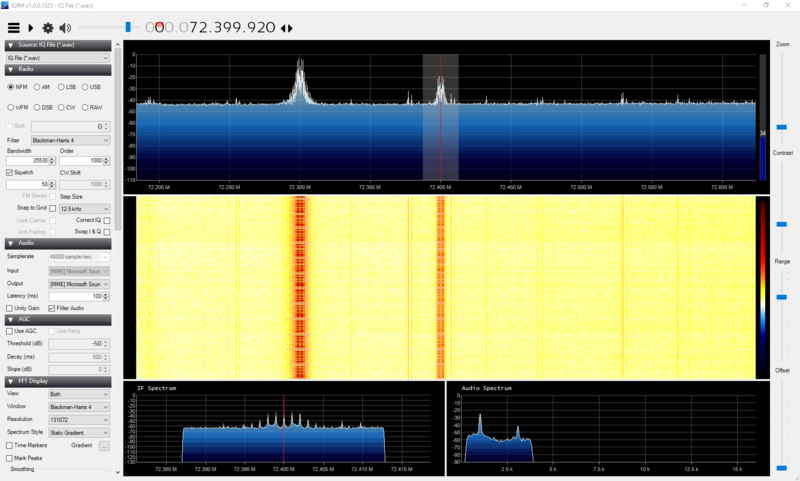 SDR# v1.0.0.1525 - IQ File (*.wav)
000.072.399.920
Source: IQ File (*.wav)
IQ File (*.wav)
Radio
NFM AM LSB USB
WFM DSB CW RAW
Shift 0
Filter Blackman-Harris 4
Bandwidth Order
25530 1000
Squelch CW Shift
50 1000
FM Stereo Step Size
Snap to Grid 12.5 kHz
Lock Carrier Correct IQ
Anti-Fading Swap I & Q
Audio
Samplerate 48000 sample/sec
Input [MME] Microsoft Soun
Output [MME] Microsoft Soun
Latency (ms) 100
Unity Gain Filter Audio
AGC
Use AGC Use Hang
Threshold (dB) -50
Decay (ms) 500
Slope (dB) 0
FFT Display
View Both
Window Blackman-Harris 4
Resolution 131072
Spectrum Style Static Gradient
Time Markers Gradient ...
Mark Peaks
Smoothing
0
-10
-20
-30
-40
-50
-60
-70
-80
-90
-100
-110
72.200 M 72.250 M 72.300 M 72.350 M 72.400 M 72.450 M 72.500 M 72.550 M 72.600 M
34
Zoom
Contrast
Range
Offset
IF Spectrum
0
-10
-20
-30
-40
-50
-60
-70
-80
-90
-100
-110
-120
-130
72.385 M 72.390 M 72.395 M 72.400 M 72.405 M 72.410 M 72.415 M
Audio Spectrum
0
-10
-20
-30
-40
-50
-60
-70
-80
-90
2.5 k 5 k 7.5 k 10 k 12.5 k 15 k